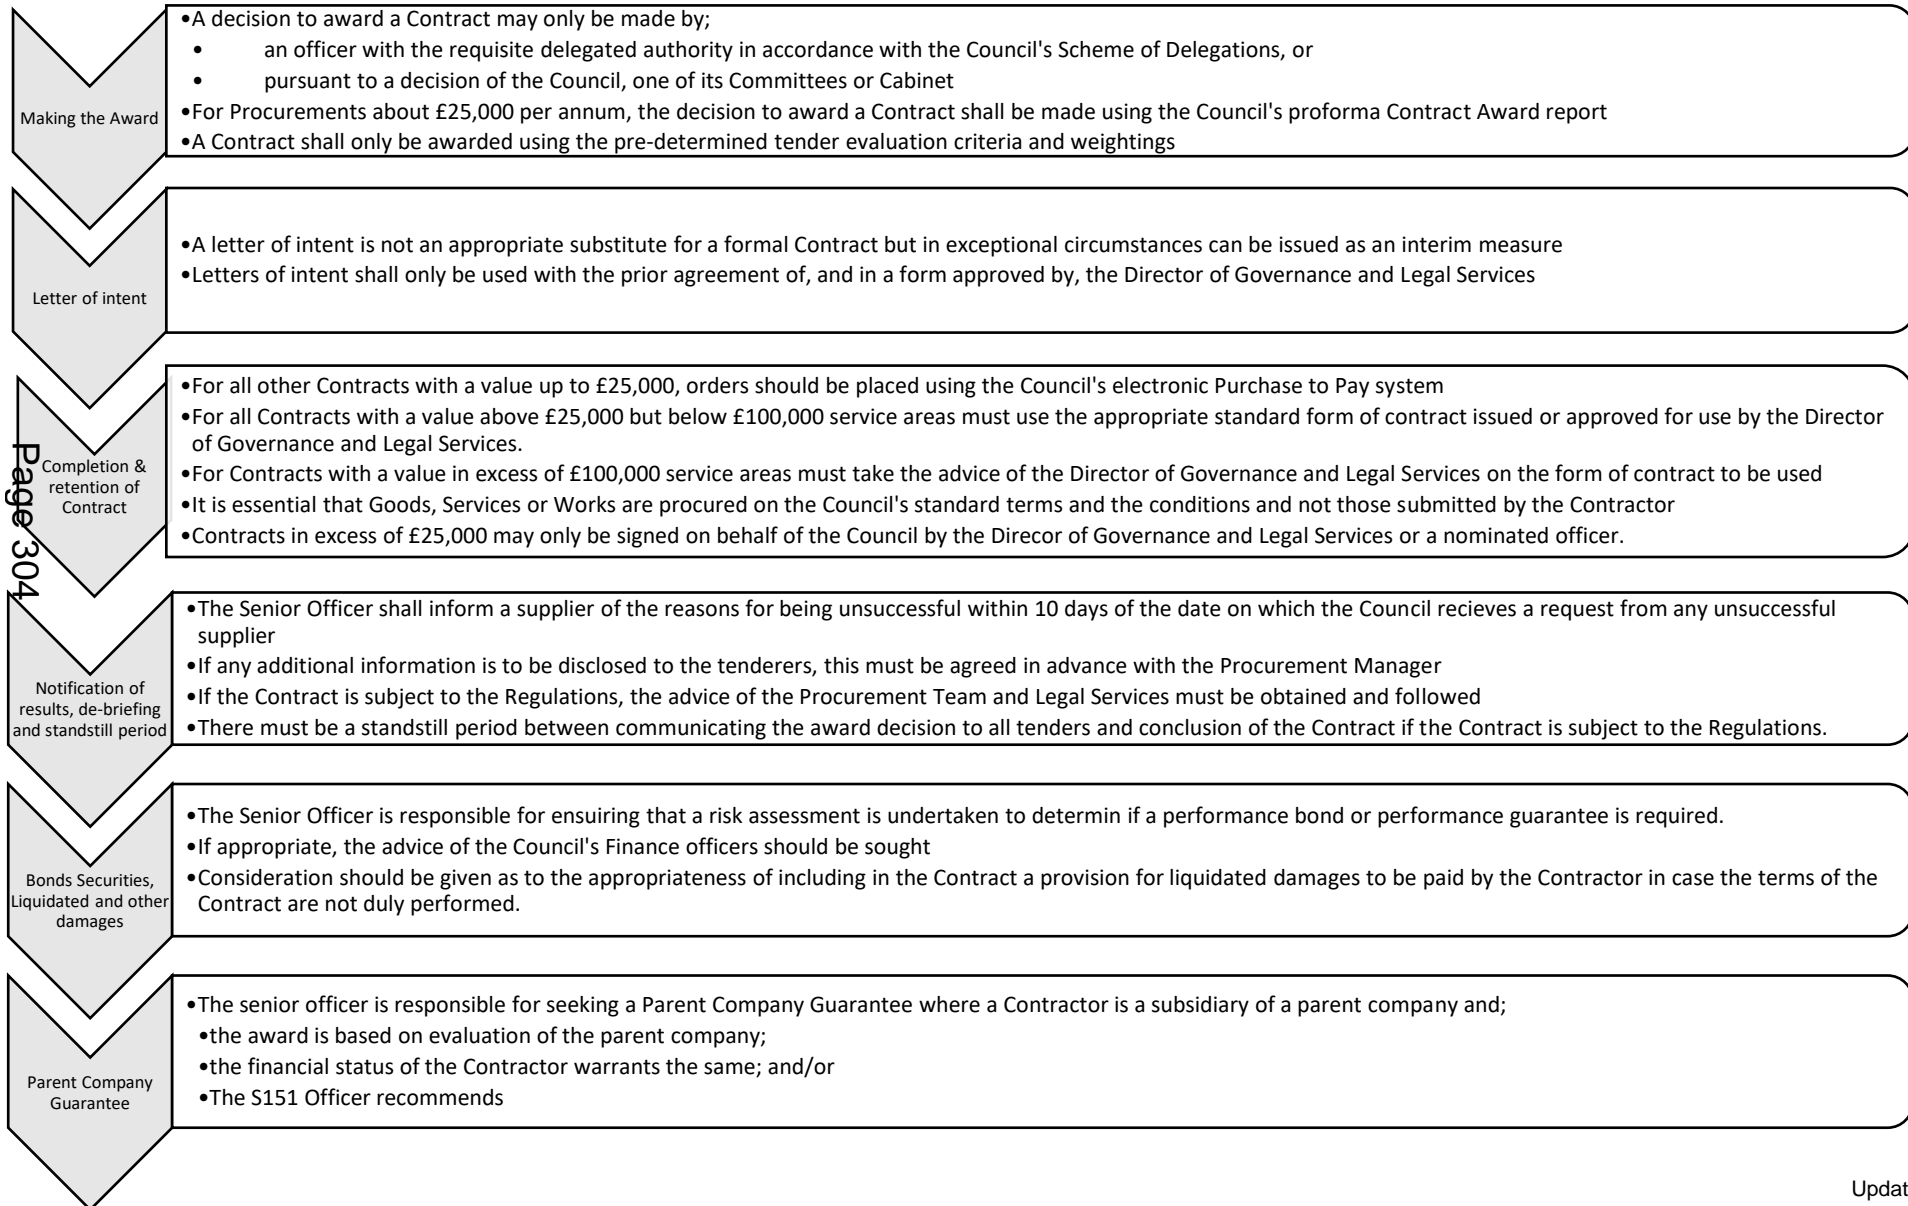 Making the Award
•A decision to award a Contract may only be made by;
• an officer with the requisite delegated authority in accordance with the Council's Scheme of Delegations, or
• pursuant to a decision of the Council, one of its Committees or Cabinet
•For Procurements about £25,000 per annum, the decision to award a Contract shall be made using the Council's proforma Contract Award report
•A Contract shall only be awarded using the pre-determined tender evaluation criteria and weightings
Letter of intent
•A letter of intent is not an appropriate substitute for a formal Contract but in exceptional circumstances can be issued as an interim measure
•Letters of intent shall only be used with the prior agreement of, and in a form approved by, the Director of Governance and Legal Services
Completion &
retention of
Contract
•For all other Contracts with a value up to £25,000, orders should be placed using the Council's electronic Purchase to Pay system
•For all Contracts with a value above £25,000 but below £100,000 service areas must use the appropriate standard form of contract issued or approved for use by the Director
of Governance and Legal Services.
•For Contracts with a value in excess of £100,000 service areas must take the advice of the Director of Governance and Legal Services on the form of contract to be used
•It is essential that Goods, Services or Works are procured on the Council's standard terms and the conditions and not those submitted by the Contractor
•Contracts in excess of £25,000 may only be signed on behalf of the Council by the Direcor of Governance and Legal Services or a nominated officer.
Page 304
Notification of
results, de-briefing
and standstill period
•The Senior Officer shall inform a supplier of the reasons for being unsuccessful within 10 days of the date on which the Council recieves a request from any unsuccessful
supplier
•If any additional information is to be disclosed to the tenderers, this must be agreed in advance with the Procurement Manager
•If the Contract is subject to the Regulations, the advice of the Procurement Team and Legal Services must be obtained and followed
•There must be a standstill period between communicating the award decision to all tenders and conclusion of the Contract if the Contract is subject to the Regulations.
Bonds Securities,
Liquidated and other
damages
•The Senior Officer is responsible for ensuiring that a risk assessment is undertaken to determin if a performance bond or performance guarantee is required.
•If appropriate, the advice of the Council's Finance officers should be sought
•Consideration should be given as to the appropriateness of including in the Contract a provision for liquidated damages to be paid by the Contractor in case the terms of the
Contract are not duly performed.
Parent Company
Guarantee
•The senior officer is responsible for seeking a Parent Company Guarantee where a Contractor is a subsidiary of a parent company and;
•the award is based on evaluation of the parent company;
•the financial status of the Contractor warrants the same; and/or
•The S151 Officer recommends
Updat